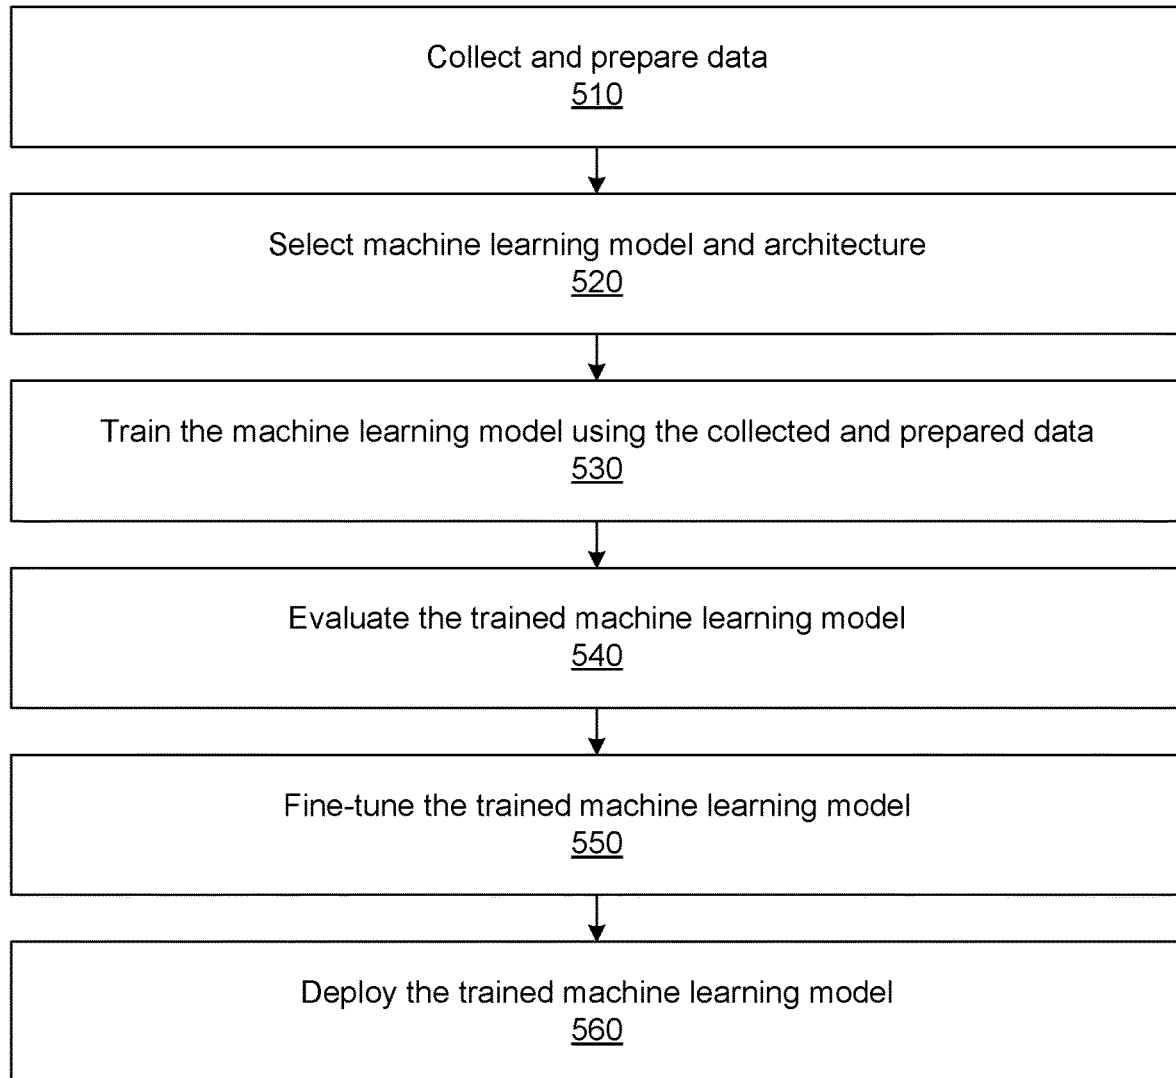 Collect and prepare data
510
Select machine learning model and architecture
520
Train the machine learning model using the collected and prepared data
530
Evaluate the trained machine learning model
540
Fine-tune the trained machine learning model
550
Deploy the trained machine learning model
560